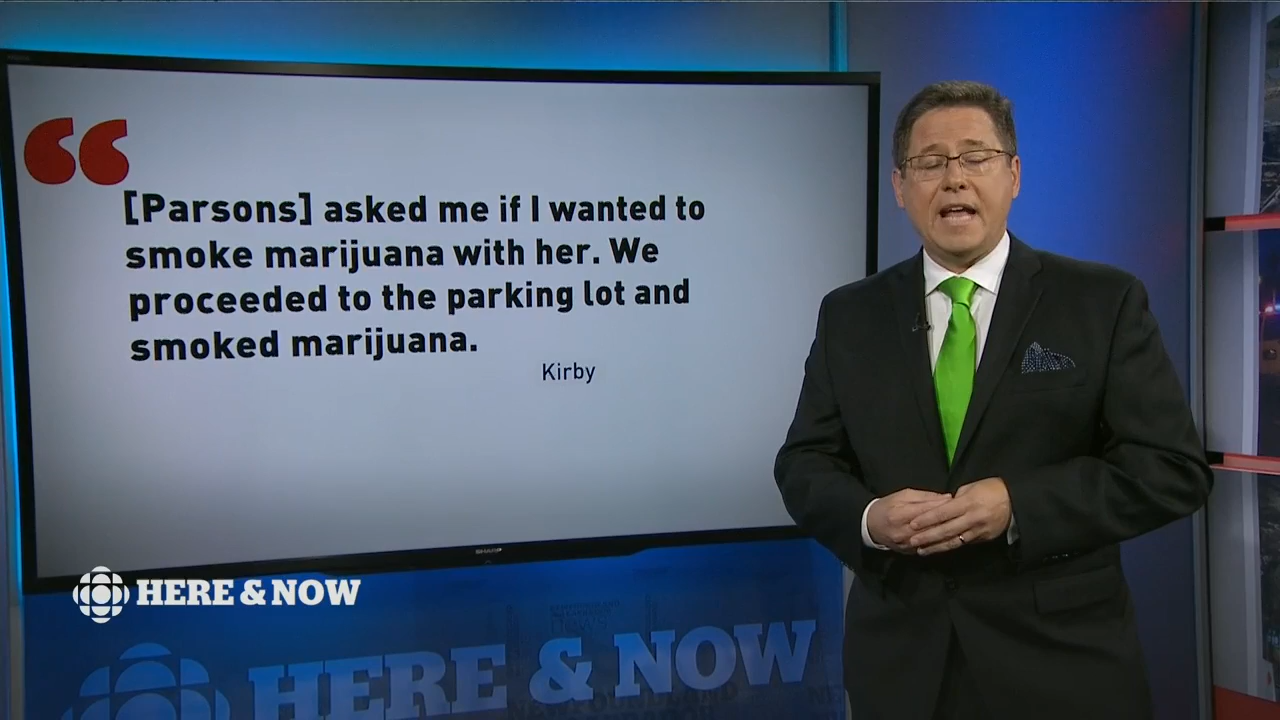 “
[Parsons] asked me if I wanted to
smoke marijuana with her. We
proceeded to the parking lot and
smoked marijuana.
Kirby
SHARP
HERE & NOW
HERE & NOW